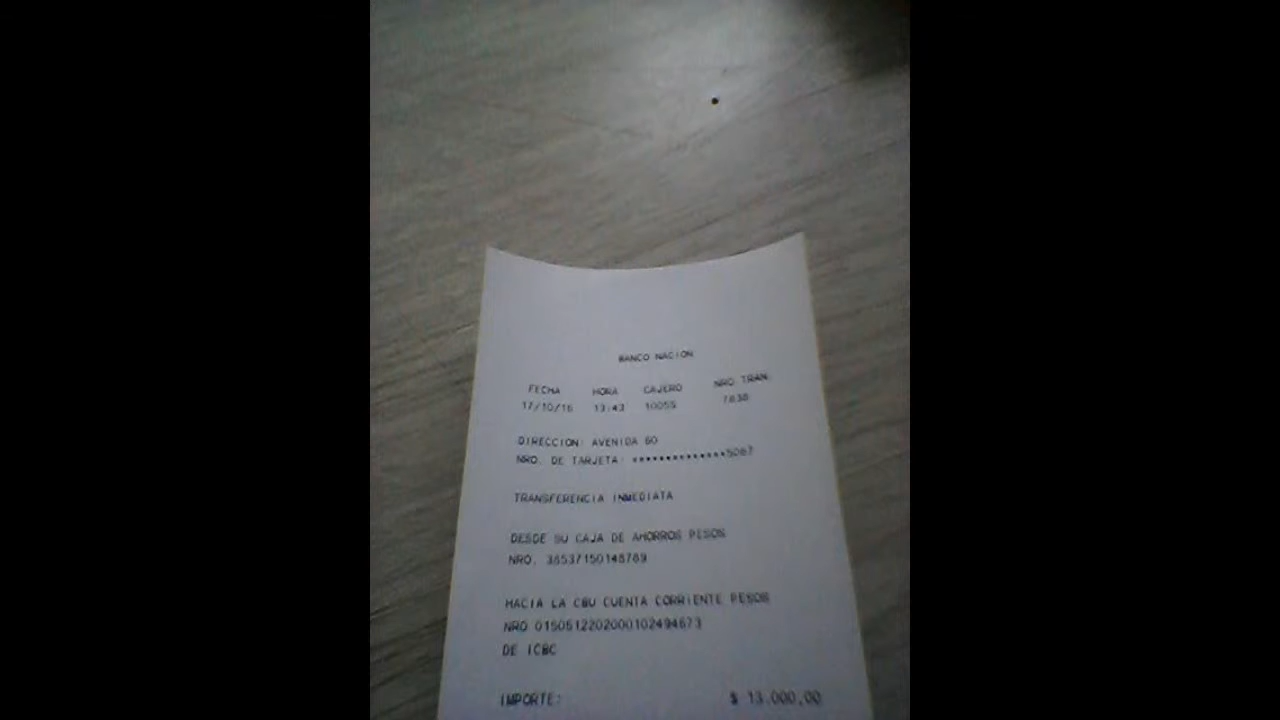 BANCO NACION
FECHA HORA CAJERO NRO.TRAN.
17/10/16 13:43 10055 7838
DIRECCION: AVENIDA 60
NRO. DE TARJETA: **************5067
TRANSFERENCIA INMEDIATA
DESDE SU CAJA DE AHORROS PESOS
NRO. 38537150148789
HACIA LA CBU CUENTA CORRIENTE PESOS
NRO 0150512202000102494673
DE ICBC
IMPORTE: $ 13.000,00